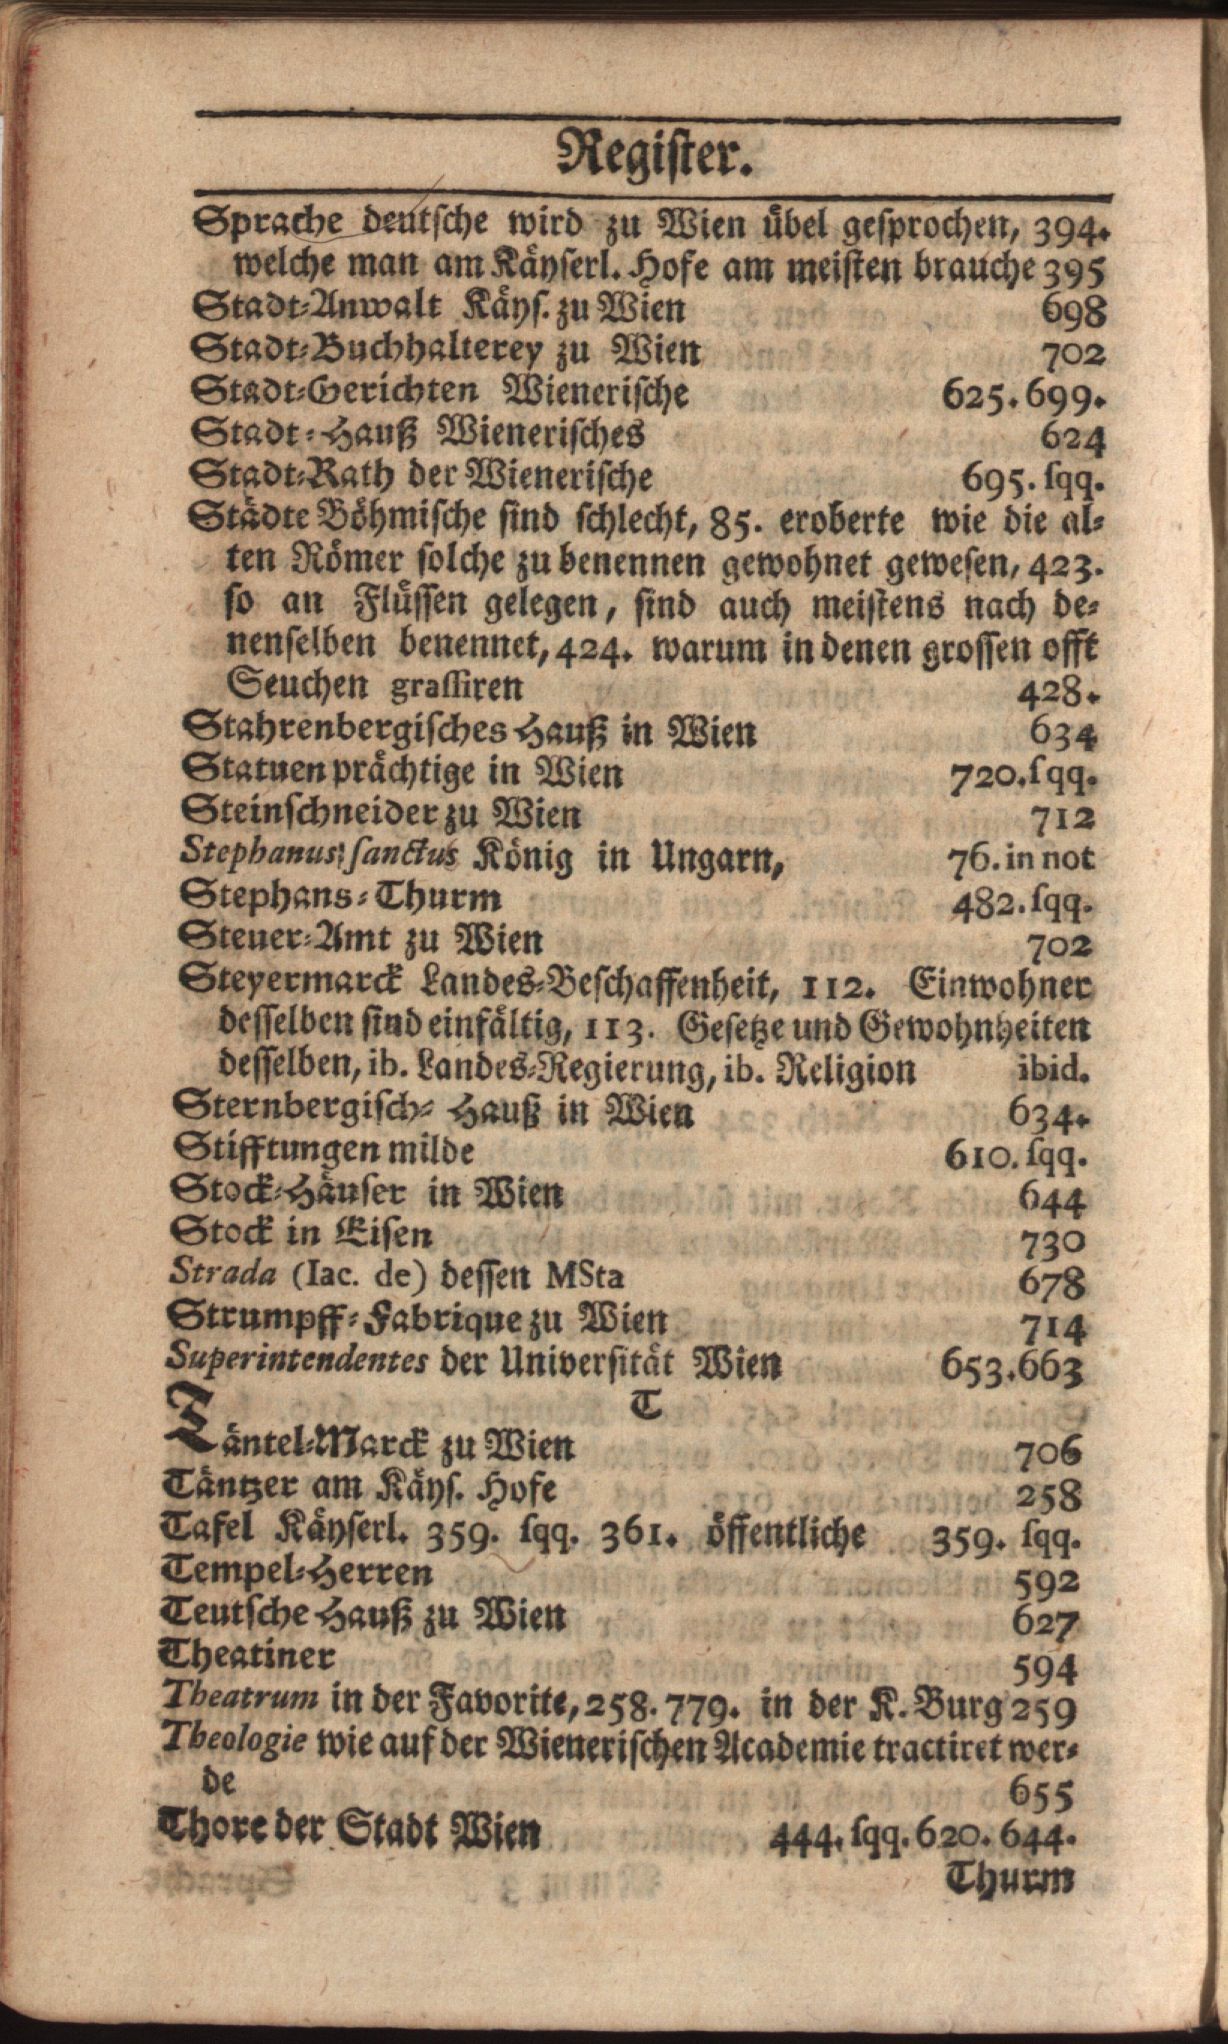 Regiſter.
Sprache deutſche wird zu Wien übel geſprochen, 394.
welche man am Käyſerl. Hofe am meiſten brauche 395
Stadt-Anwalt Käyſ. zu Wien 698
Stadt-Buchhalterey zu Wien 702
Stadt-Gerichten Wieneriſche 625. 699.
Stadt-Hauß Wieneriſches 624
Stadt-Rath der Wieneriſche 695. ſqq.
Städte Böhmiſche ſind ſchlecht, 85. eroberte wie die al-
ten Römer ſolche zu benennen gewohnet geweſen, 423.
ſo an Flüſſen gelegen, ſind auch meiſtens nach de-
nenſelben benennet, 424. warum in denen groſſen offt
Seuchen graſſiren 428.
Stahrenbergiſches Hauß in Wien 634
Statuen prächtige in Wien 720. ſqq.
Steinſchneider zu Wien 712
Stephanus ſanctus König in Ungarn, 76. in not
Stephans-Thurm 482. ſqq.
Steuer-Amt zu Wien 702
Steyermarck Landes-Beſchaffenheit, 112. Einwohner
deſſelben ſind einfältig, 113. Geſetze und Gewohnheiten
deſſelben, ib. Landes-Regierung, ib. Religion ibid.
Sternbergiſch- Hauß in Wien 634.
Stifftungen milde 610. ſqq.
Stock-Häuſer in Wien 644
Stock in Eiſen 730
Strada (Iac. de) deſſen MSta 678
Strumpff-Fabrique zu Wien 714
Superintendentes der Univerſität Wien 653. 663
T
Täntel-Marck zu Wien 706
Täntzer am Käyſ. Hofe 258
Tafel Käyſerl. 359. ſqq. 361. öffentliche 359. ſqq.
Tempel-Herren 592
Teutſche Hauß zu Wien 627
Theatiner 594
Theatrum in der Favorite, 258. 779. in der K. Burg 259
Theologie wie auf der Wieneriſchen Academie tractiret wer-
de 655
Thore der Stadt Wien 444. ſqq. 620. 644.
Thurm